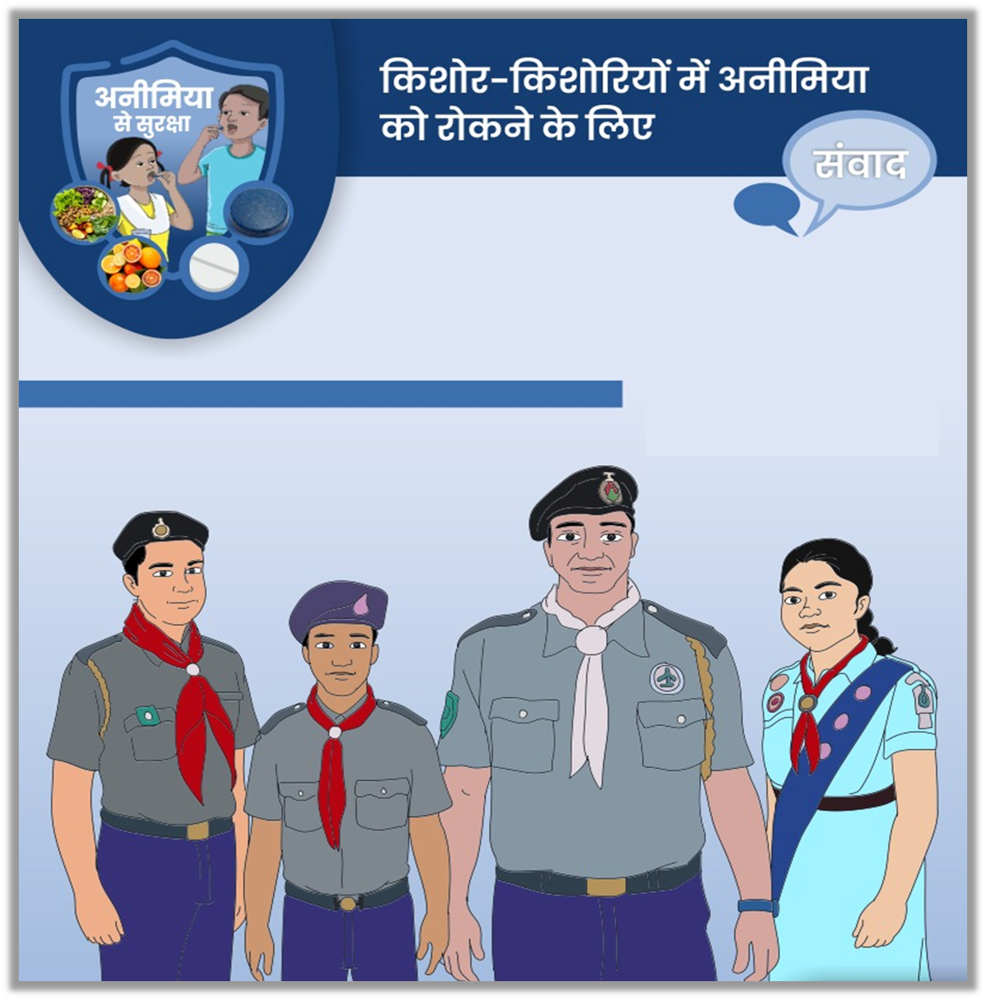 अनीमिया
से सुरक्षा
किशोर-किशोरियों में अनीमिया
को रोकने के लिए
संवाद